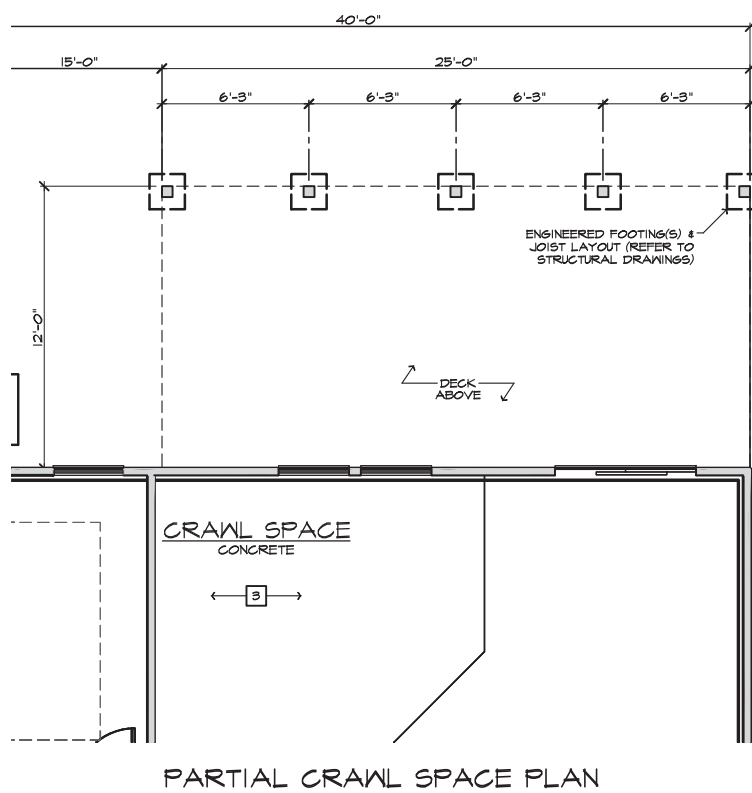 40'-0"
15'-0"
25'-0"
6'-3"
6'-3"
6'-3"
6'-3"
ENGINEERED FOOTING(S) &
JOIST LAYOUT (REFER TO
STRUCTURAL DRAWINGS)
12'-0"
DECK
ABOVE
CRAWL SPACE
CONCRETE
3
PARTIAL CRAWL SPACE PLAN